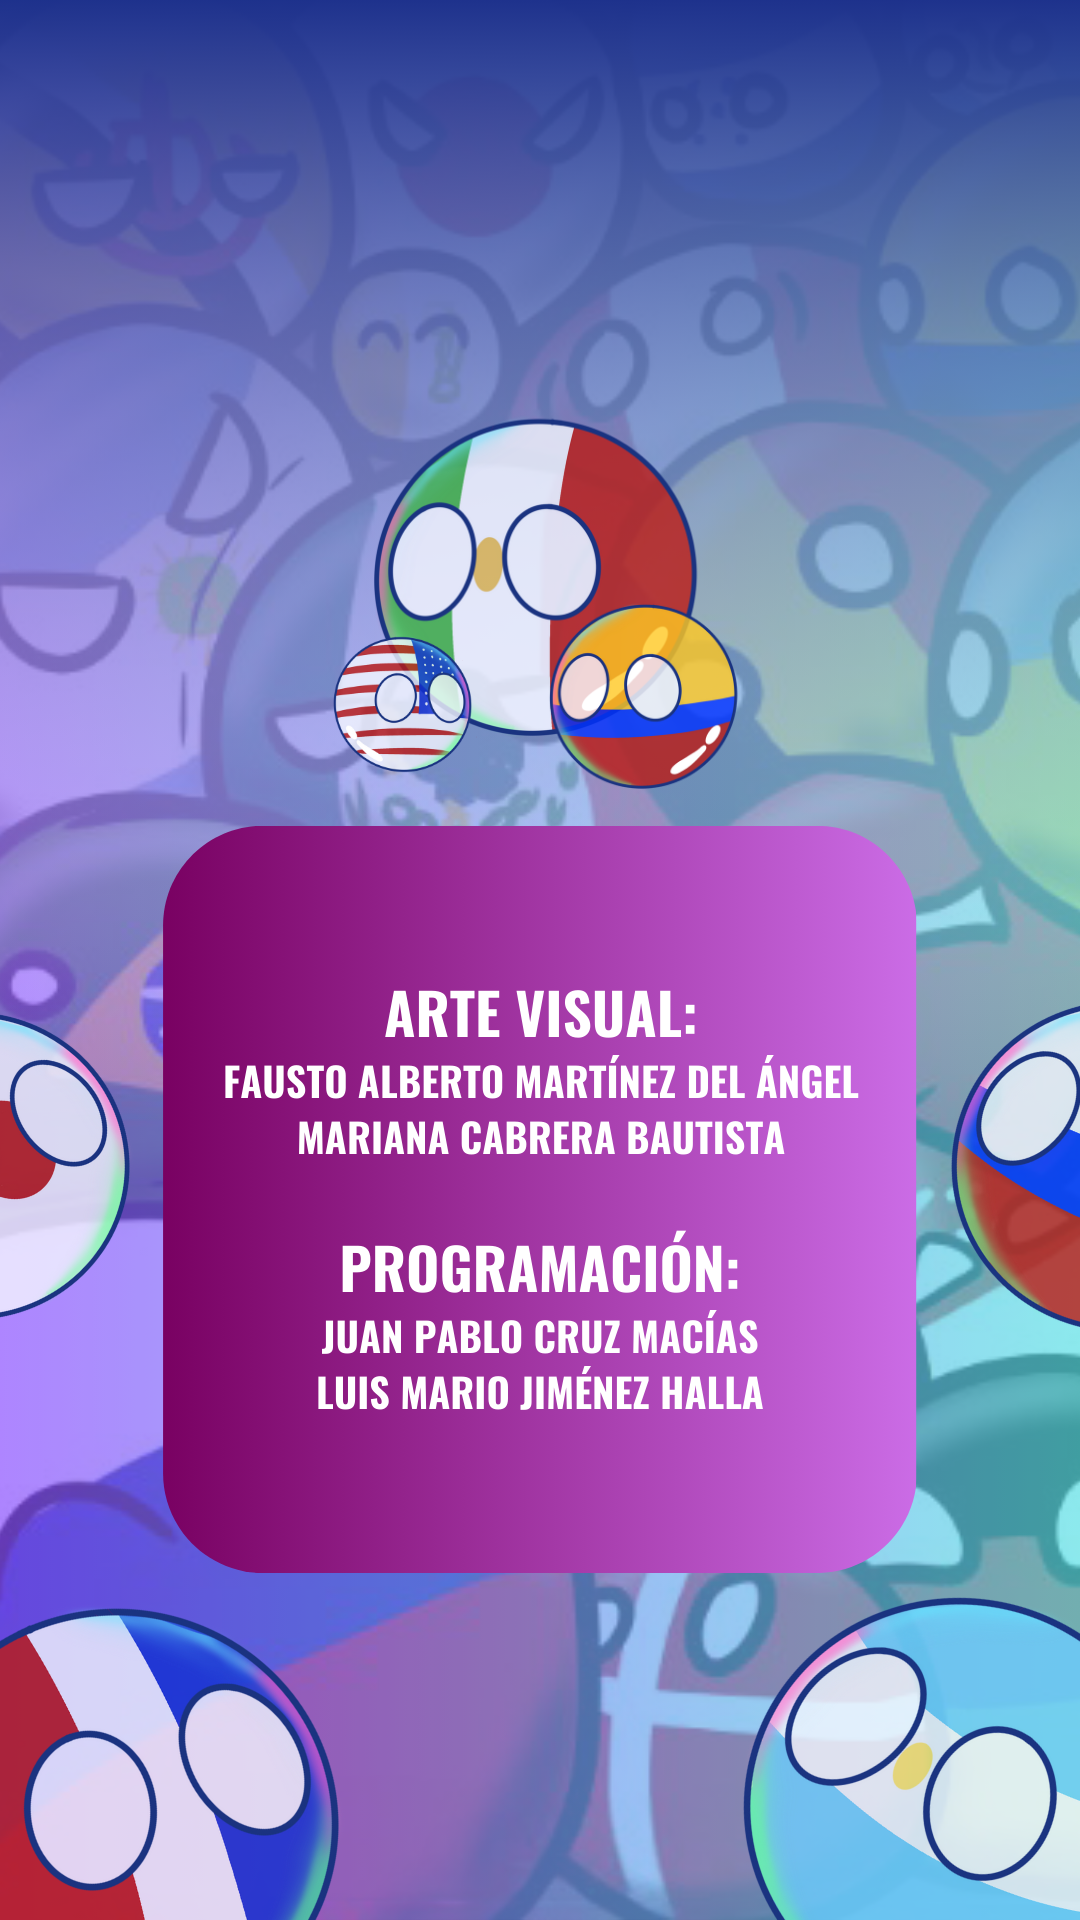 ARTE VISUAL:
FAUSTO ALBERTO MARTÍNEZ DEL ÁNGEL
MARIANA CABRERA BAUTISTA
PROGRAMACIÓN:
JUAN PABLO CRUZ MACÍAS
LUIS MARIO JIMÉNEZ HALLA